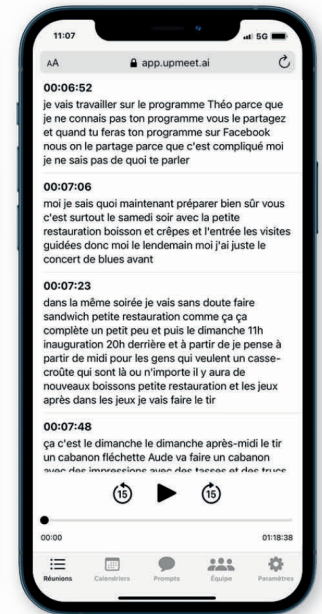 11:07
5G
AA app.upmeet.ai
00:06:52
je vais travailler sur le programme Théo parce que
je ne connais pas ton programme vous le partagez
et quand tu feras ton programme sur Facebook
nous on le partage parce que c'est compliqué moi
je ne sais pas de quoi te parler
00:07:06
moi je sais quoi maintenant préparer bien sûr vous
c'est surtout le samedi soir avec la petite
restauration boisson et crêpes et l'entrée les visites
guidées donc moi le lendemain moi j'ai juste le
concert de blues avant
00:07:23
dans la même soirée je vais sans doute faire
sandwich petite restauration comme ça ça
complète un petit peu et puis le dimanche 11h
inauguration 20h derrière et à partir de je pense à
partir de midi pour les gens qui veulent un casse-
croûte qui sont là ou n'importe il y aura de
nouveaux boissons petite restauration et les jeux
après dans les jeux je vais faire le tir
00:07:48
ça c'est le dimanche le dimanche après-midi le tir
un cabanon fléchette Aude va faire un cabanon
avec des impressions avec des tasses et des trucs
15 15
00:00 01:18:38
Réunions Calendriers Prompts Équipe Paramètres